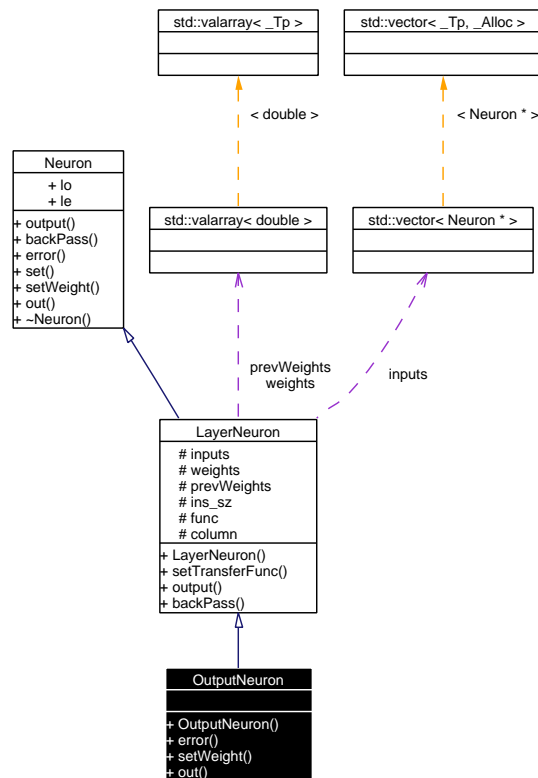 std::valarray< _Tp >
std::vector< _Tp, _Alloc >
< double >
< Neuron * >
Neuron
+ lo
+ le
+ output()
+ backPass()
+ error()
+ set()
+ setWeight()
+ out()
+ ~Neuron()
std::valarray< double >
std::vector< Neuron * >
prevWeights
weights
inputs
LayerNeuron
# inputs
# weights
# prevWeights
# ins_sz
# func
# column
+ LayerNeuron()
+ setTransferFunc()
+ output()
+ backPass()
OutputNeuron
+ OutputNeuron()
+ error()
+ setWeight()
+ out()